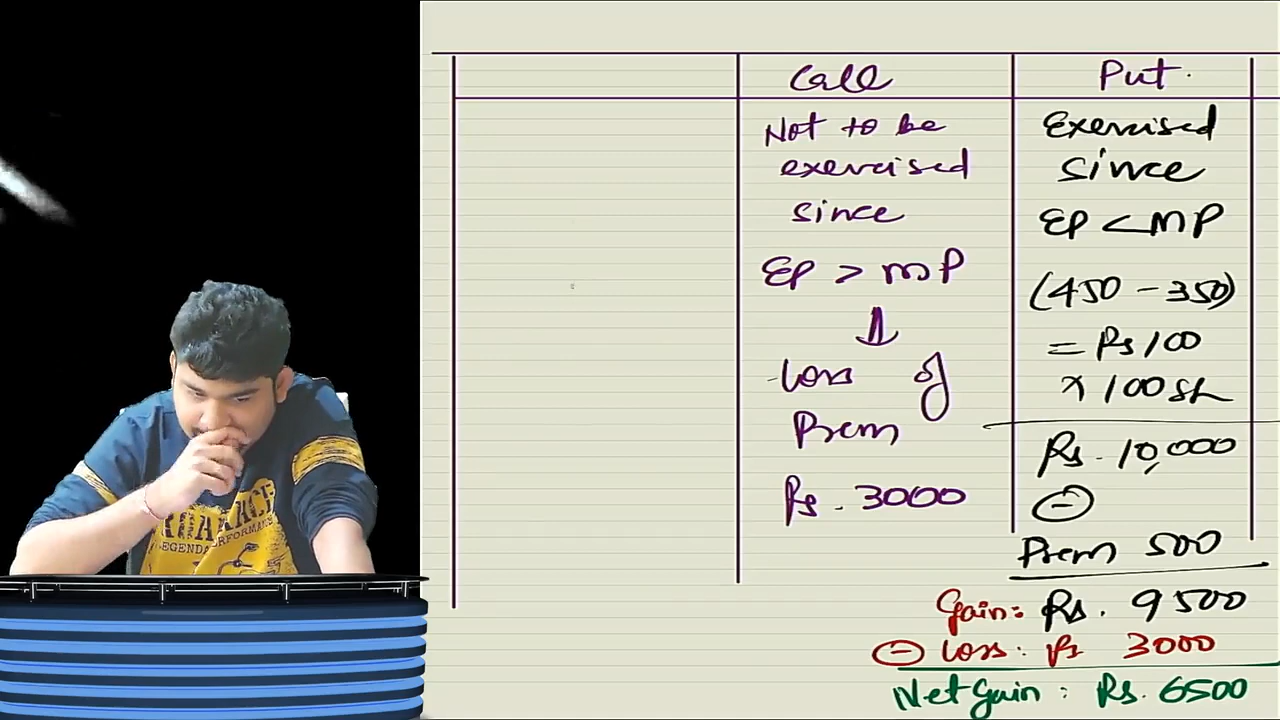 Call
Not to be
exercised
since
EP > MP
↓
Loss of
Prem
Rs. 3000
Put.
Exercised
since
EP < MP
(450 - 350)
= Rs 100
x 100 sh
Rs. 10,000
(-)
Prem 500
Gain: Rs. 9500
(-) Loss: Rs 3000
Net Gain: Rs. 6500
LEGENDA PERFORMANCE